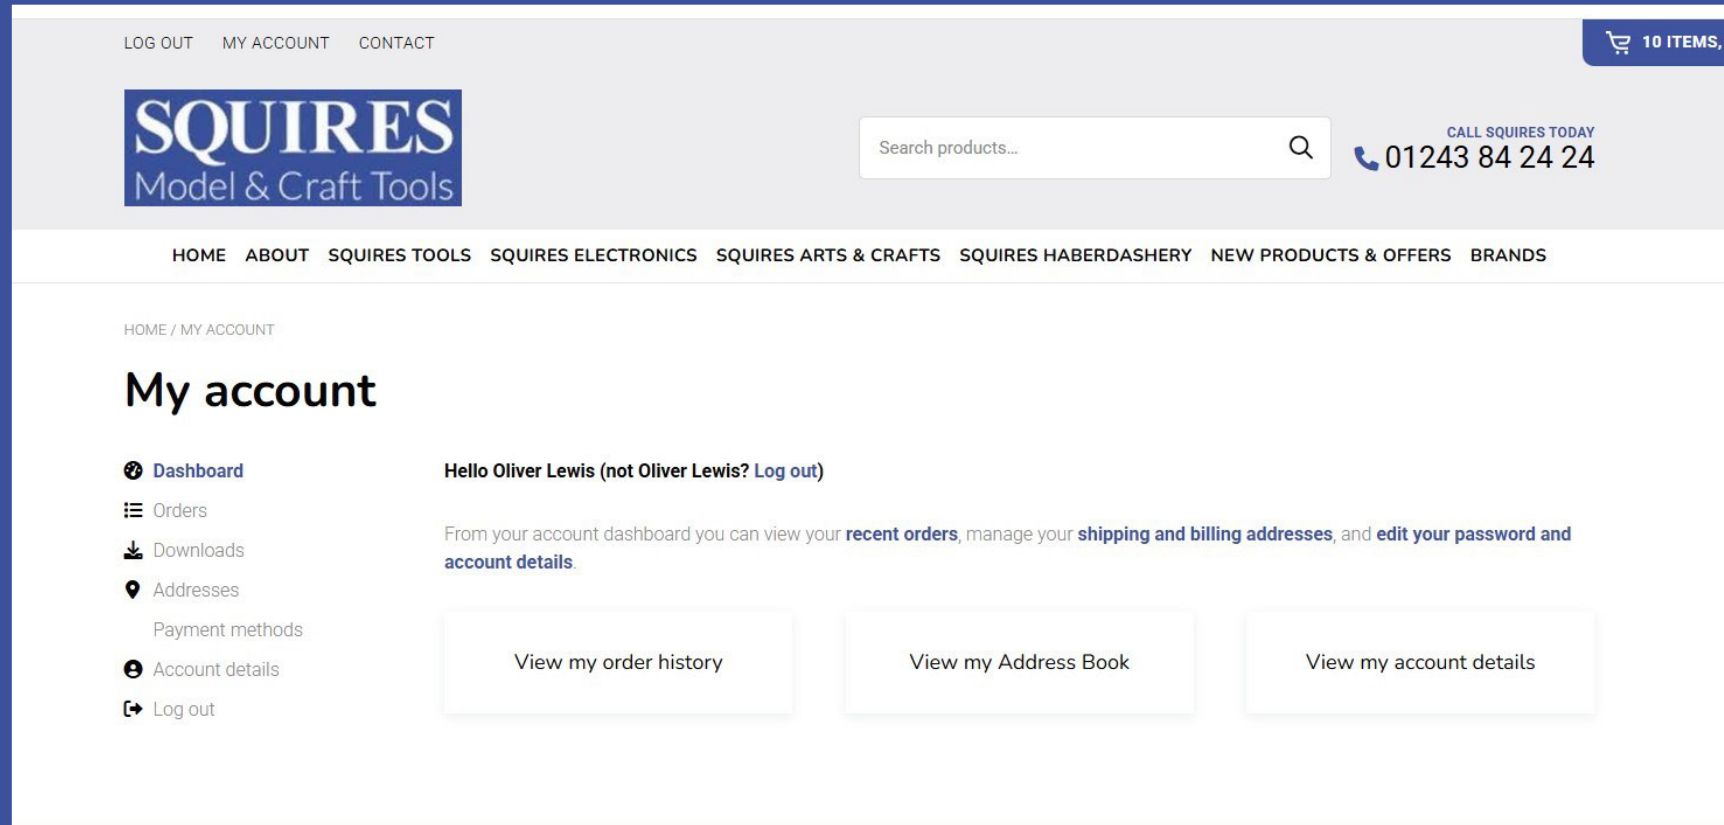 LOG OUT MY ACCOUNT CONTACT
10 ITEMS,
SQUIRES
Model & Craft Tools
Search products...
CALL SQUIRES TODAY
01243 84 24 24
HOME ABOUT SQUIRES TOOLS SQUIRES ELECTRONICS SQUIRES ARTS & CRAFTS SQUIRES HABERDASHERY NEW PRODUCTS & OFFERS BRANDS
HOME / MY ACCOUNT
My account
Dashboard
Orders
Downloads
Addresses
Payment methods
Account details
Log out
Hello Oliver Lewis (not Oliver Lewis? Log out)
From your account dashboard you can view your recent orders, manage your shipping and billing addresses, and edit your password and
account details.
View my order history
View my Address Book
View my account details